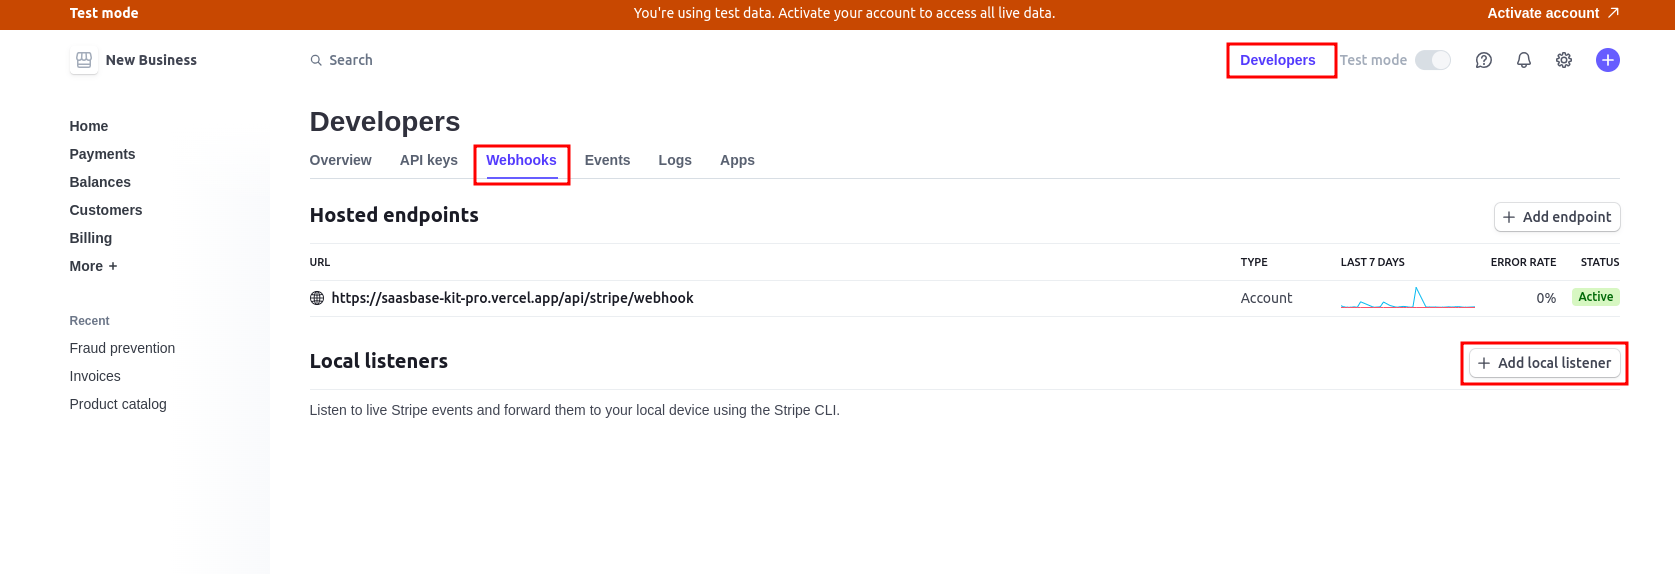 Test mode
You're using test data. Activate your account to access all live data.
Activate account
New Business
Search
Developers
Test mode
Home
Payments
Balances
Customers
Billing
More +
Recent
Fraud prevention
Invoices
Product catalog
Developers
Overview API keys Webhooks Events Logs Apps
Hosted endpoints
+ Add endpoint
URL TYPE LAST 7 DAYS ERROR RATE STATUS
https://saasbase-kit-pro.vercel.app/api/stripe/webhook Account 0% Active
Local listeners
+ Add local listener
Listen to live Stripe events and forward them to your local device using the Stripe CLI.